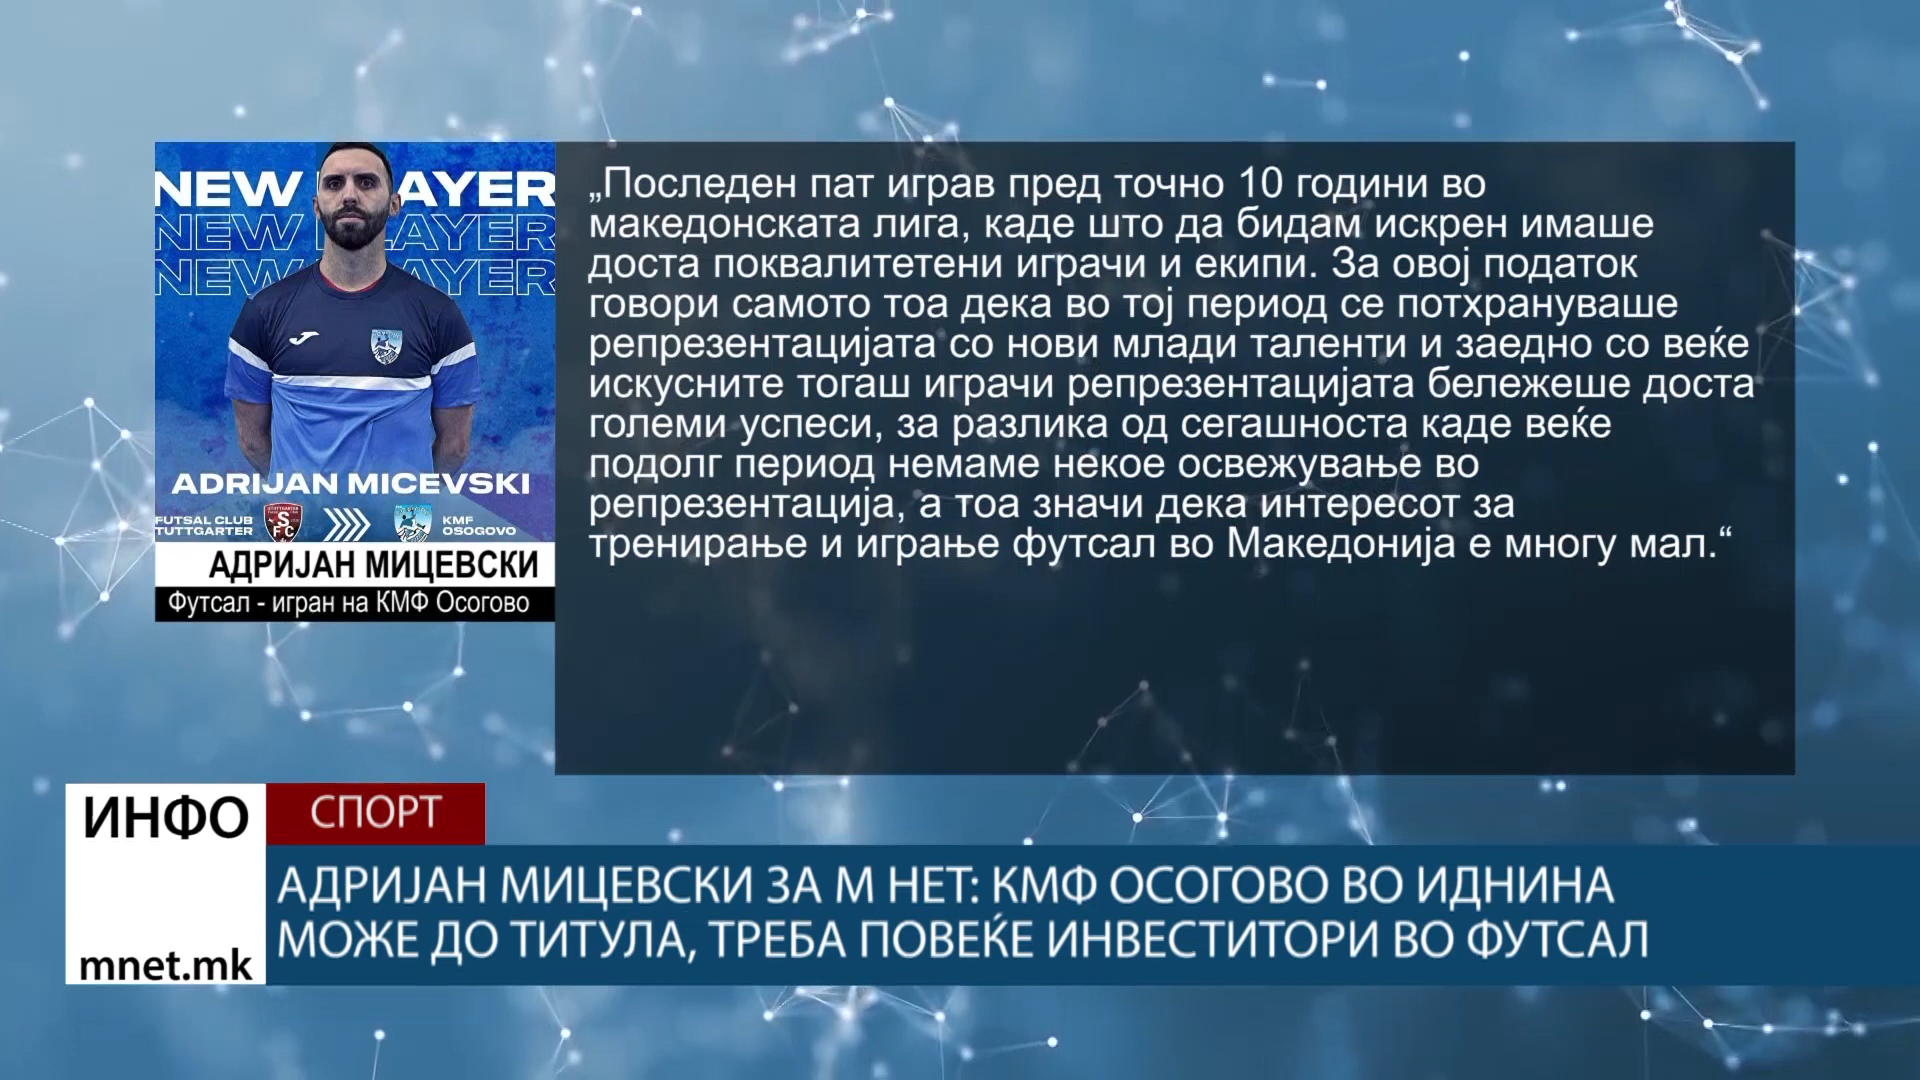 NEW PLAYER
NEW PLAYER
NEW PLAYER
ADRIJAN MICEVSKI
FUTSAL CLUB
TUTTGARTER
STUTTGARTER
SFC
KMF
OSOGOVO
АДРИЈАН МИЦЕВСКИ
Футсал - игран на КМФ Осогово
„Последен пат играв пред точно 10 години во
македонската лига, каде што да бидам искрен имаше
доста поквалитетени играчи и екипи. За овој податок
говори самото тоа дека во тој период се потхрануваше
репрезентацијата со нови млади таленти и заедно со веќе
искусните тогаш играчи репрезентацијата бележеше доста
големи успеси, за разлика од сегашноста каде веќе
подолг период немаме некое освежување во
репрезентација, а тоа значи дека интересот за
тренирање и играње футсал во Македонија е многу мал.“
ИНФО
mnet.mk
СПОРТ
АДРИЈАН МИЦЕВСКИ ЗА М НЕТ: КМФ ОСОГОВО ВО ИДНИНА
МОЖЕ ДО ТИТУЛА, ТРЕБА ПОВЕЌЕ ИНВЕСТИТОРИ ВО ФУТСАЛ